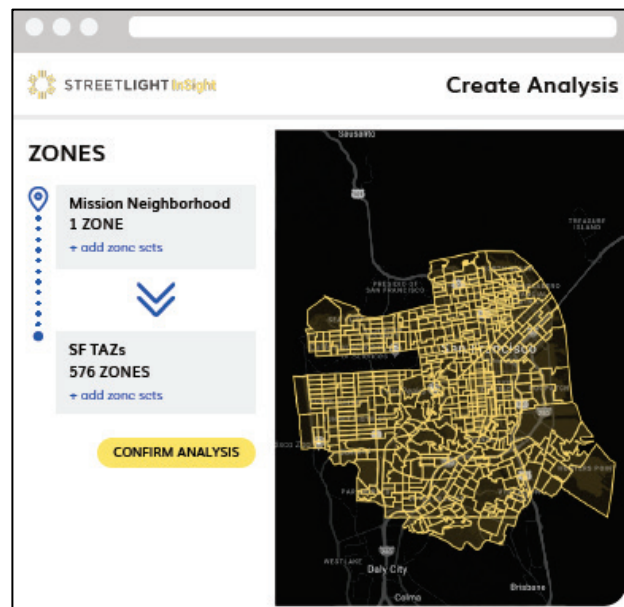 STREETLIGHT InSight
Create Analysis
ZONES
Mission Neighborhood
1 ZONE
+ add zone sets
SF TAZs
576 ZONES
+ add zone sets
CONFIRM ANALYSIS
Sausalito
TREASURE
ISLAND
PRESIDIO OF
SAN FRANCISCO
SAN FRANCISCO
WESTLAKE
Daly City
Colma
Brisbane